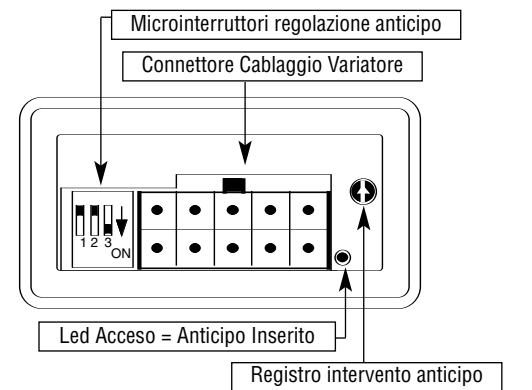 Microinterruttori regolazione anticipo
Connettore Cablaggio Variatore
1 2 3
ON
Led Acceso = Anticipo Inserito
Registro intervento anticipo